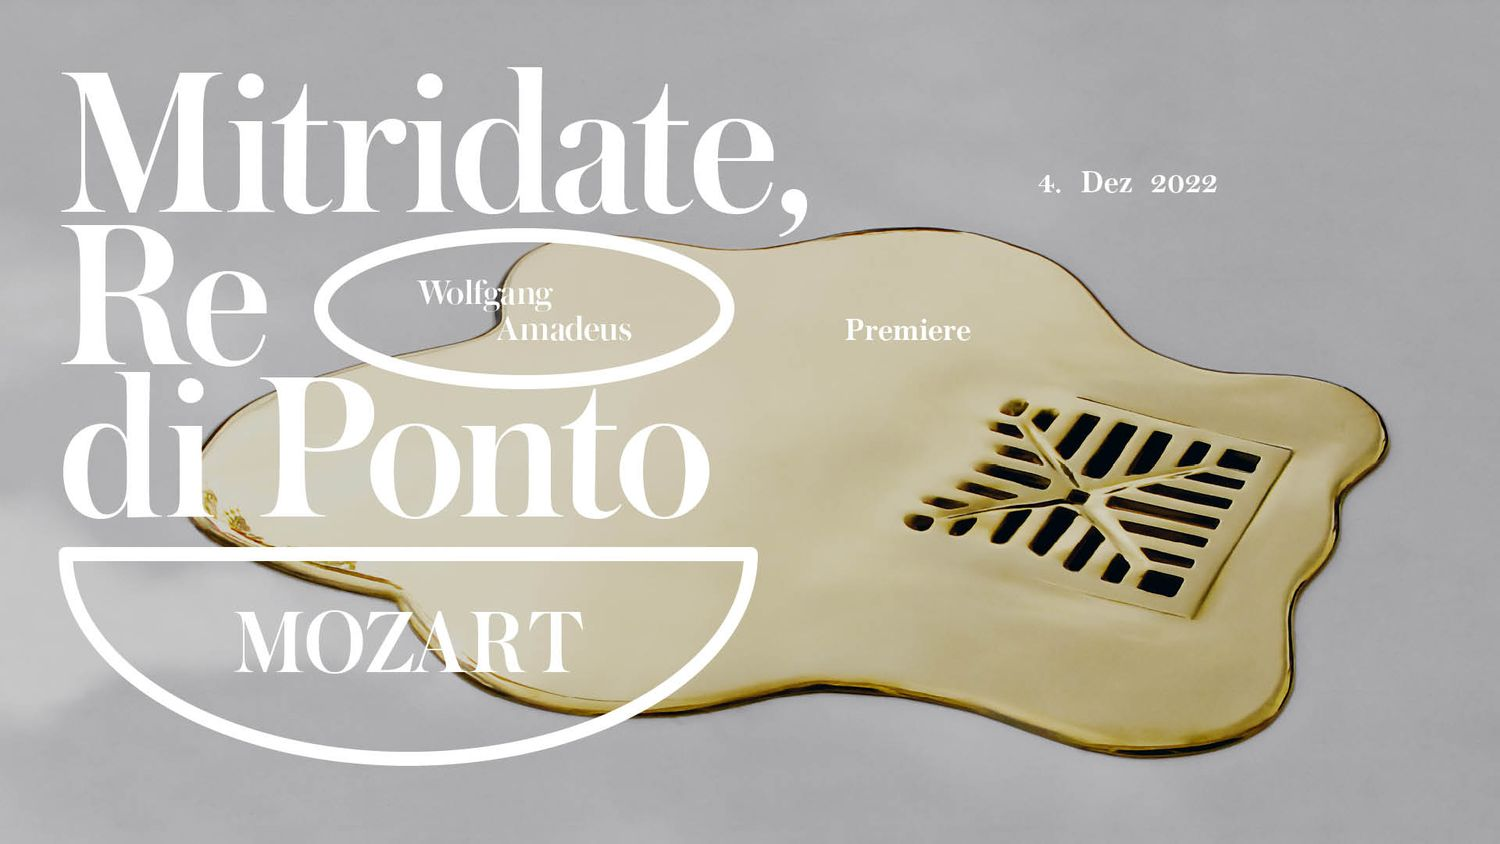 Mitridate,
Re
di Ponto
Wolfgang
Amadeus
MOZART
4. Dez 2022
Premiere